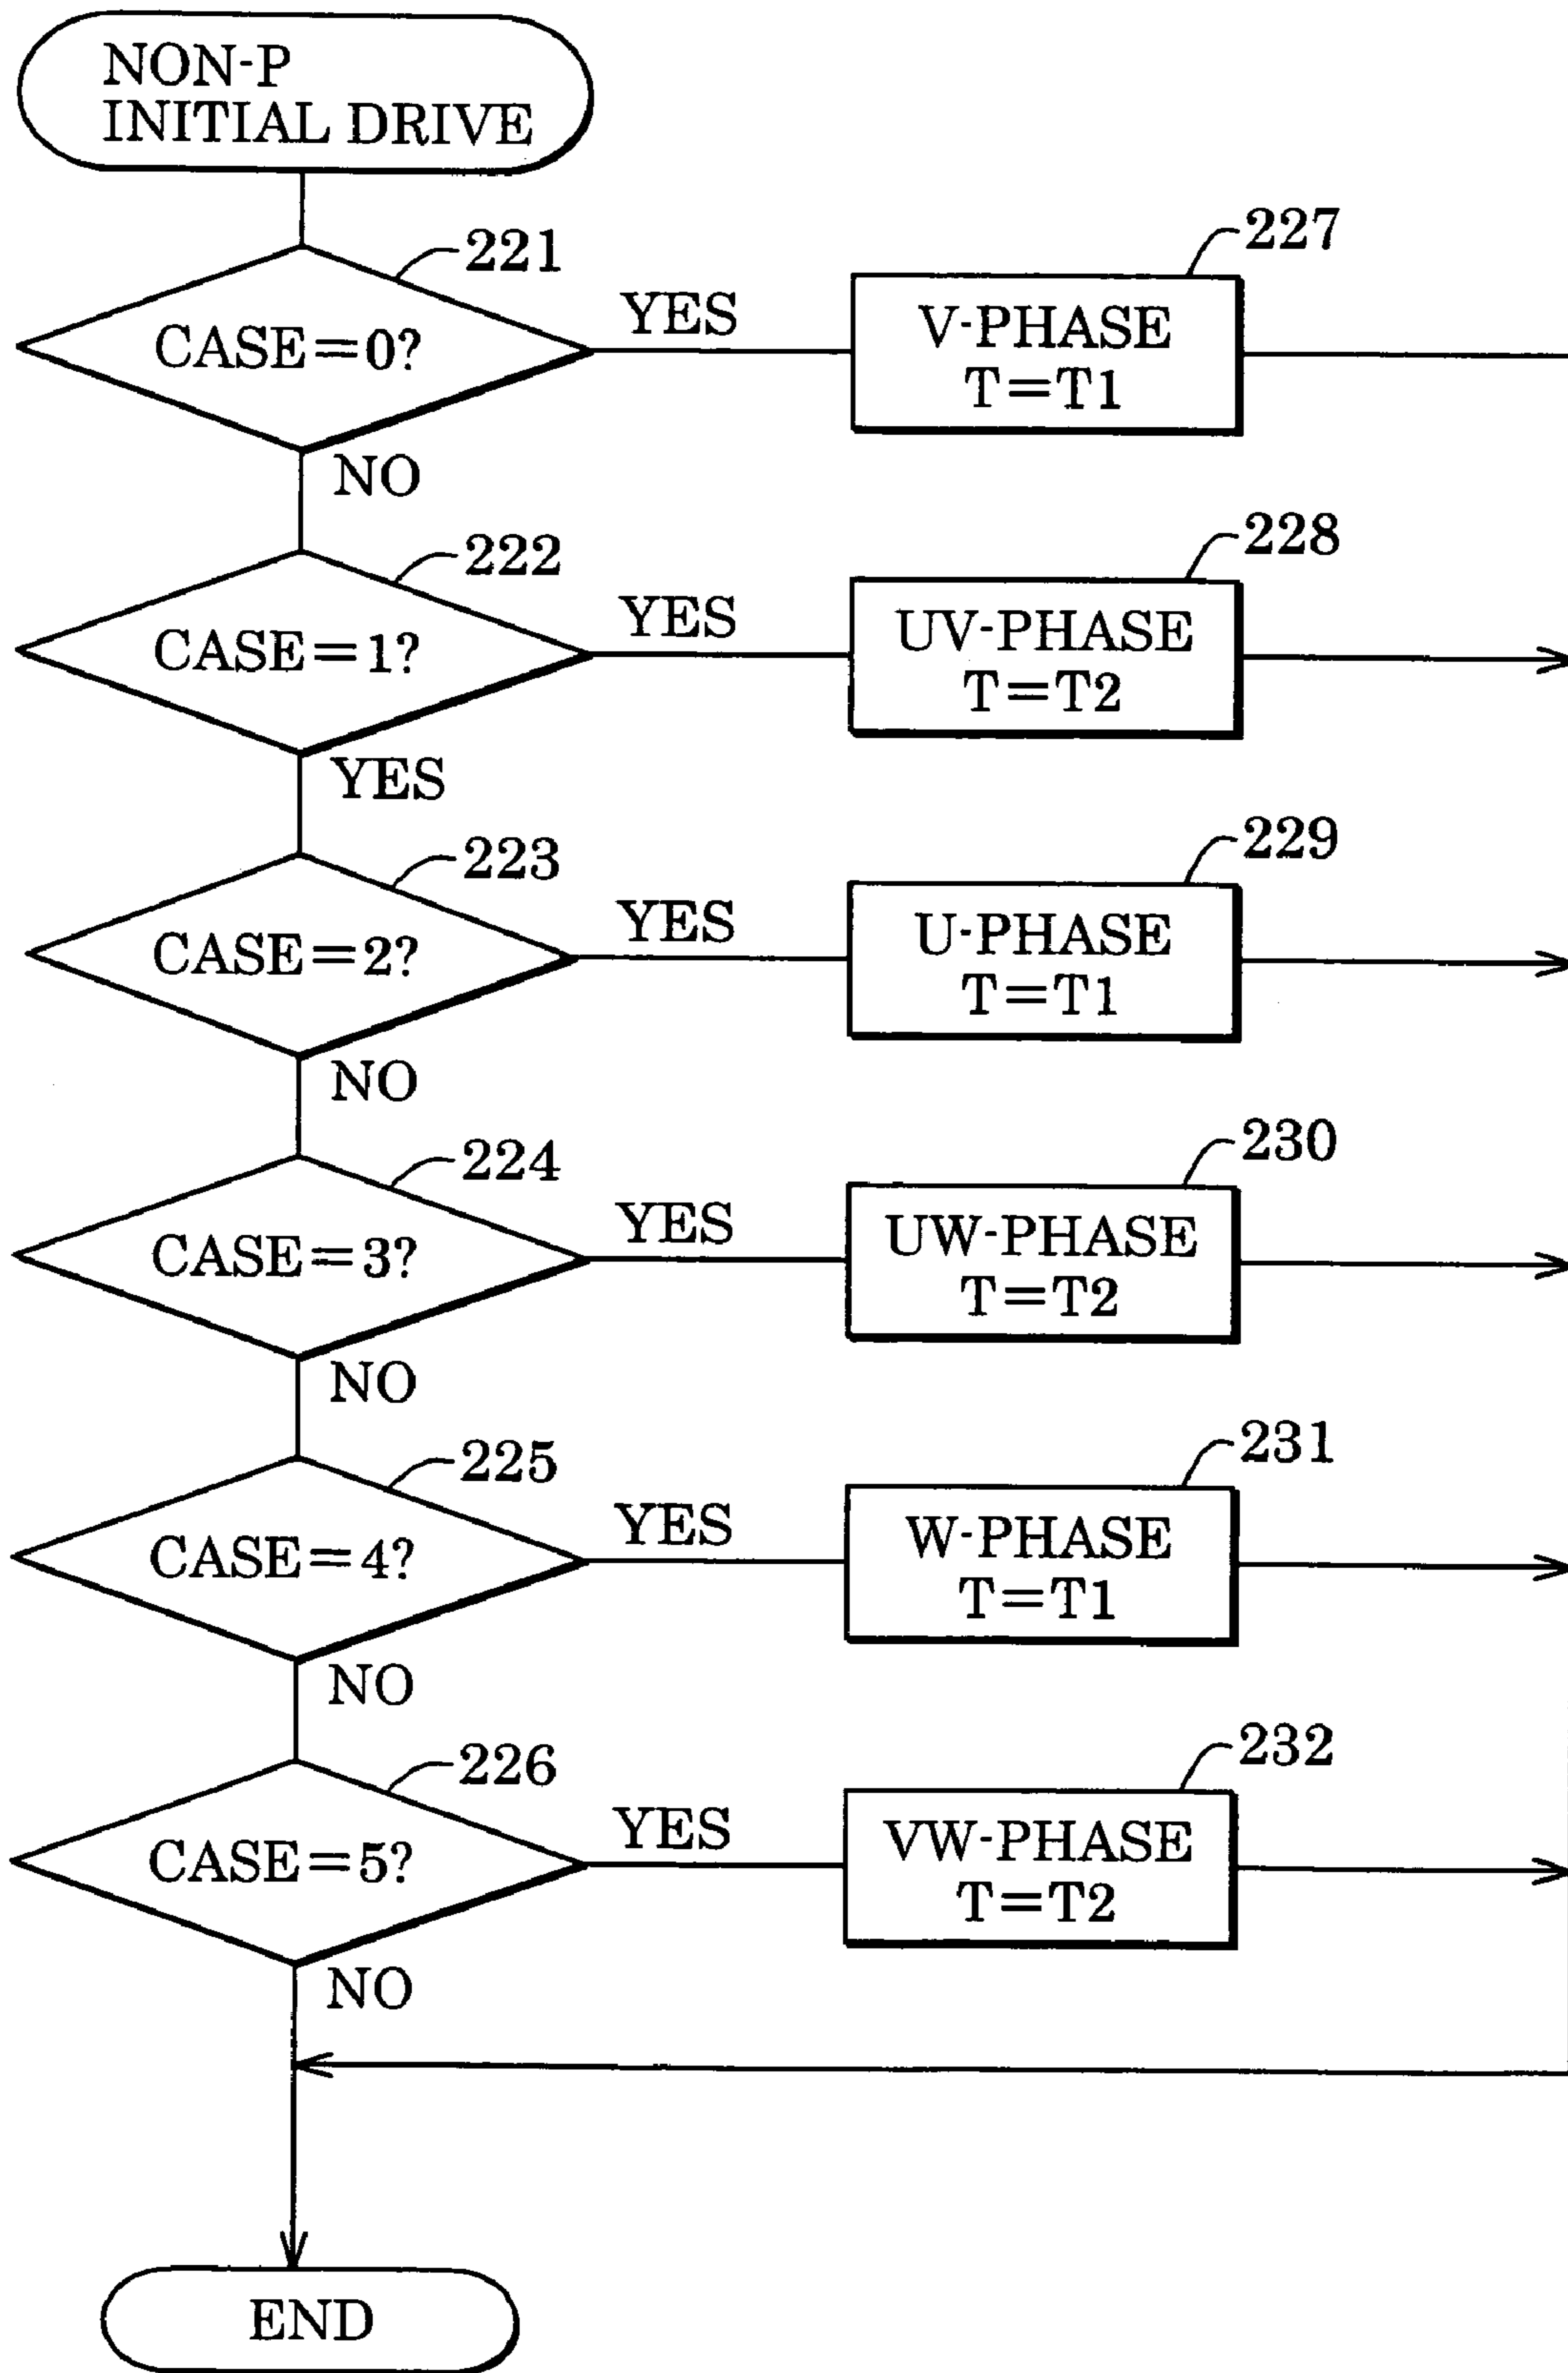 NON-P
INITIAL DRIVE
221
CASE=0?
YES
227
V-PHASE
T=T1
NO
222
CASE=1?
YES
228
UV-PHASE
T=T2
YES
223
CASE=2?
YES
229
U-PHASE
T=T1
NO
224
CASE=3?
YES
230
UW-PHASE
T=T2
NO
225
CASE=4?
YES
231
W-PHASE
T=T1
NO
226
CASE=5?
YES
232
VW-PHASE
T=T2
NO
END